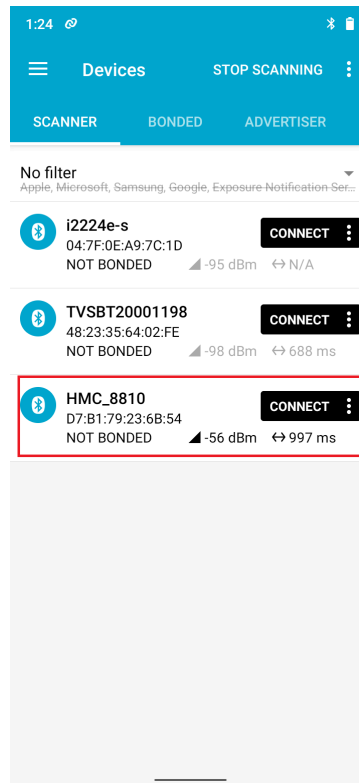 1:24
Devices STOP SCANNING
SCANNER BONDED ADVERTISER
No filter
Apple, Microsoft, Samsung, Google, Exposure Notification Ser...
i2224e-s
04:7F:0E:A9:7C:1D
CONNECT
NOT BONDED -95 dBm N/A
TVSBT20001198
48:23:35:64:02:FE
CONNECT
NOT BONDED -98 dBm 688 ms
HMC_8810
D7:B1:79:23:6B:54
CONNECT
NOT BONDED -56 dBm 997 ms